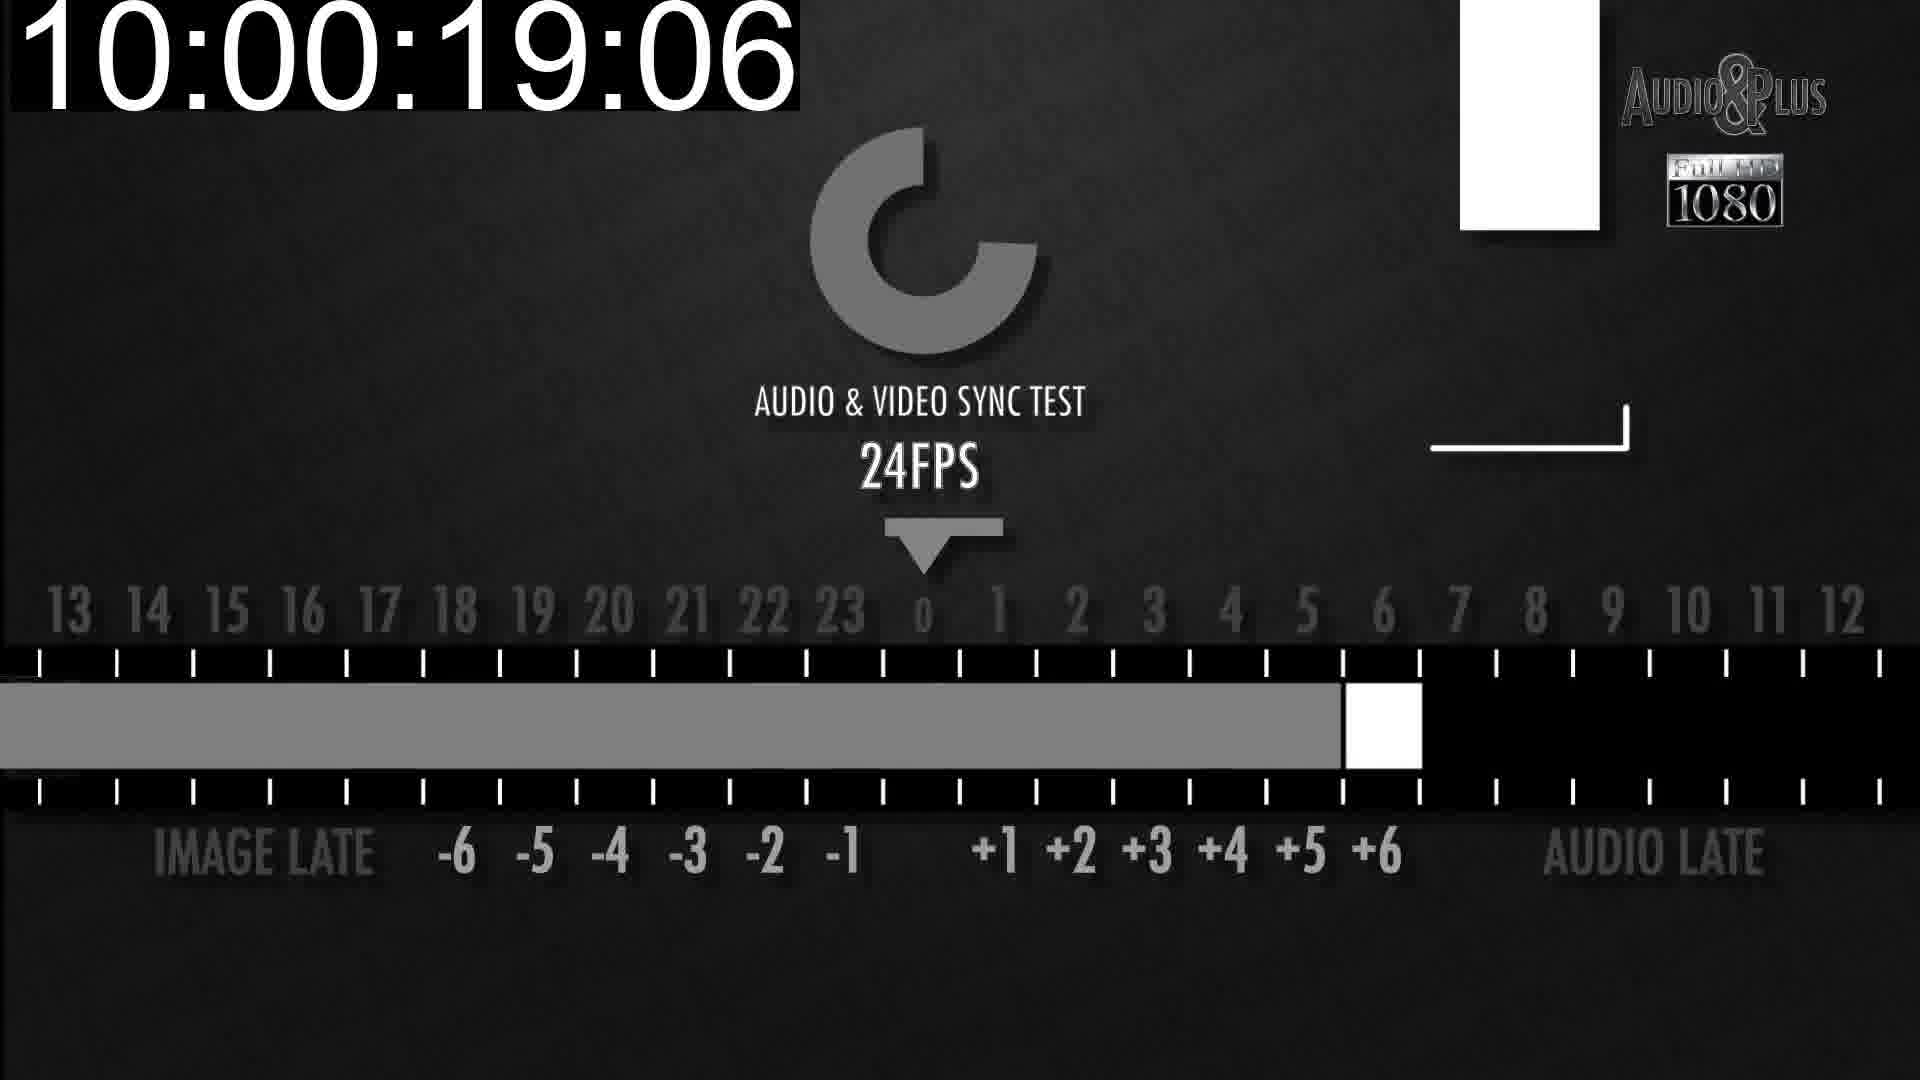 10:00:19:06
AUDIO&PLUS
Full HD
1080
AUDIO & VIDEO SYNC TEST
24FPS
13 14 15 16 17 18 19 20 21 22 23 0 1 2 3 4 5 6 7 8 9 10 11 12
IMAGE LATE -6 -5 -4 -3 -2 -1 +1 +2 +3 +4 +5 +6 AUDIO LATE